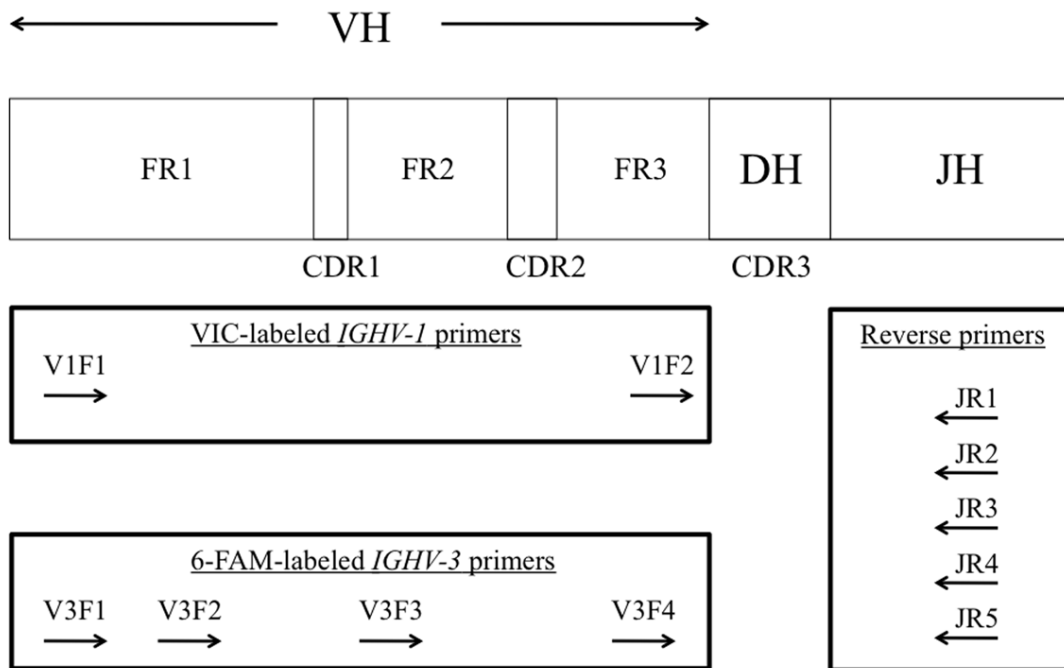 VH
FR1 FR2 FR3 DH JH
CDR1 CDR2 CDR3
VIC-labeled IGHV-1 primers
V1F1 V1F2
6-FAM-labeled IGHV-3 primers
V3F1 V3F2 V3F3 V3F4
Reverse primers
JR1
JR2
JR3
JR4
JR5